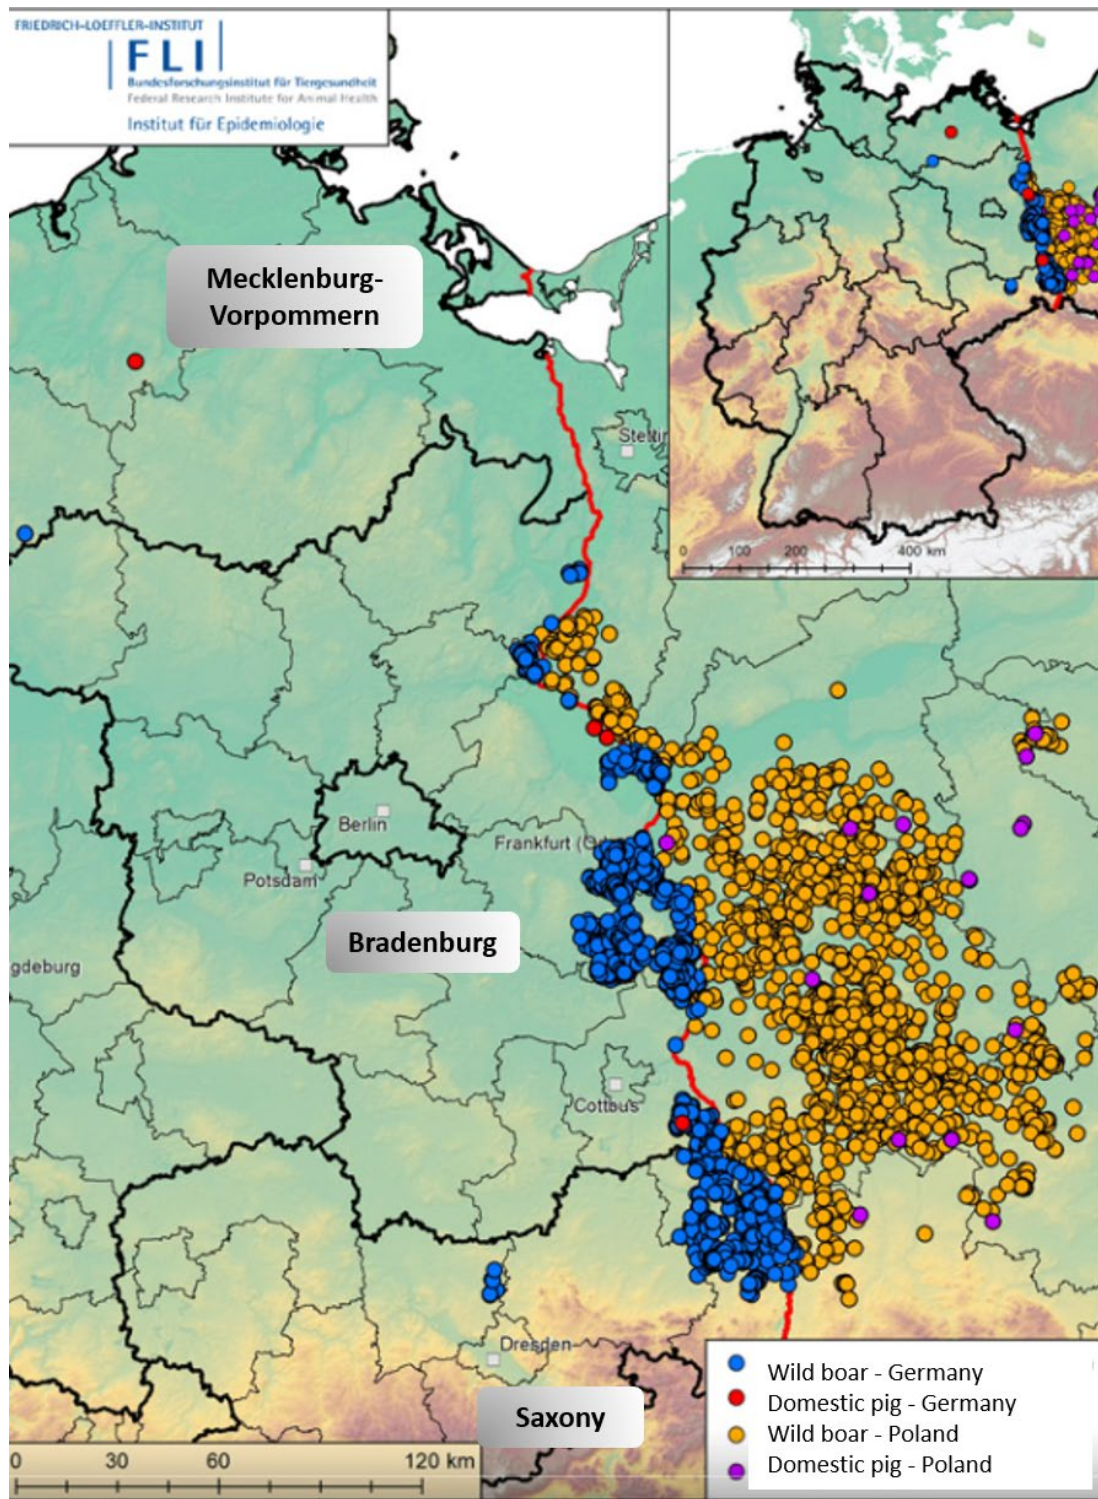 FRIEDRICH-LOEFFLER-INSTITUT
FLI
Bundesforschungsinstitut für Tiergesundheit
Federal Research Institute for Animal Health
Institut für Epidemiologie
Mecklenburg-
Vorpommern
Stettin
0 100 200 400 km
Berlin
Frankfurt (Od
Potsdam
Bradenburg
gdeburg
Cottbus
Dresden
Saxony
Wild boar - Germany
Domestic pig - Germany
Wild boar - Poland
Domestic pig - Poland
0 30 60 120 km